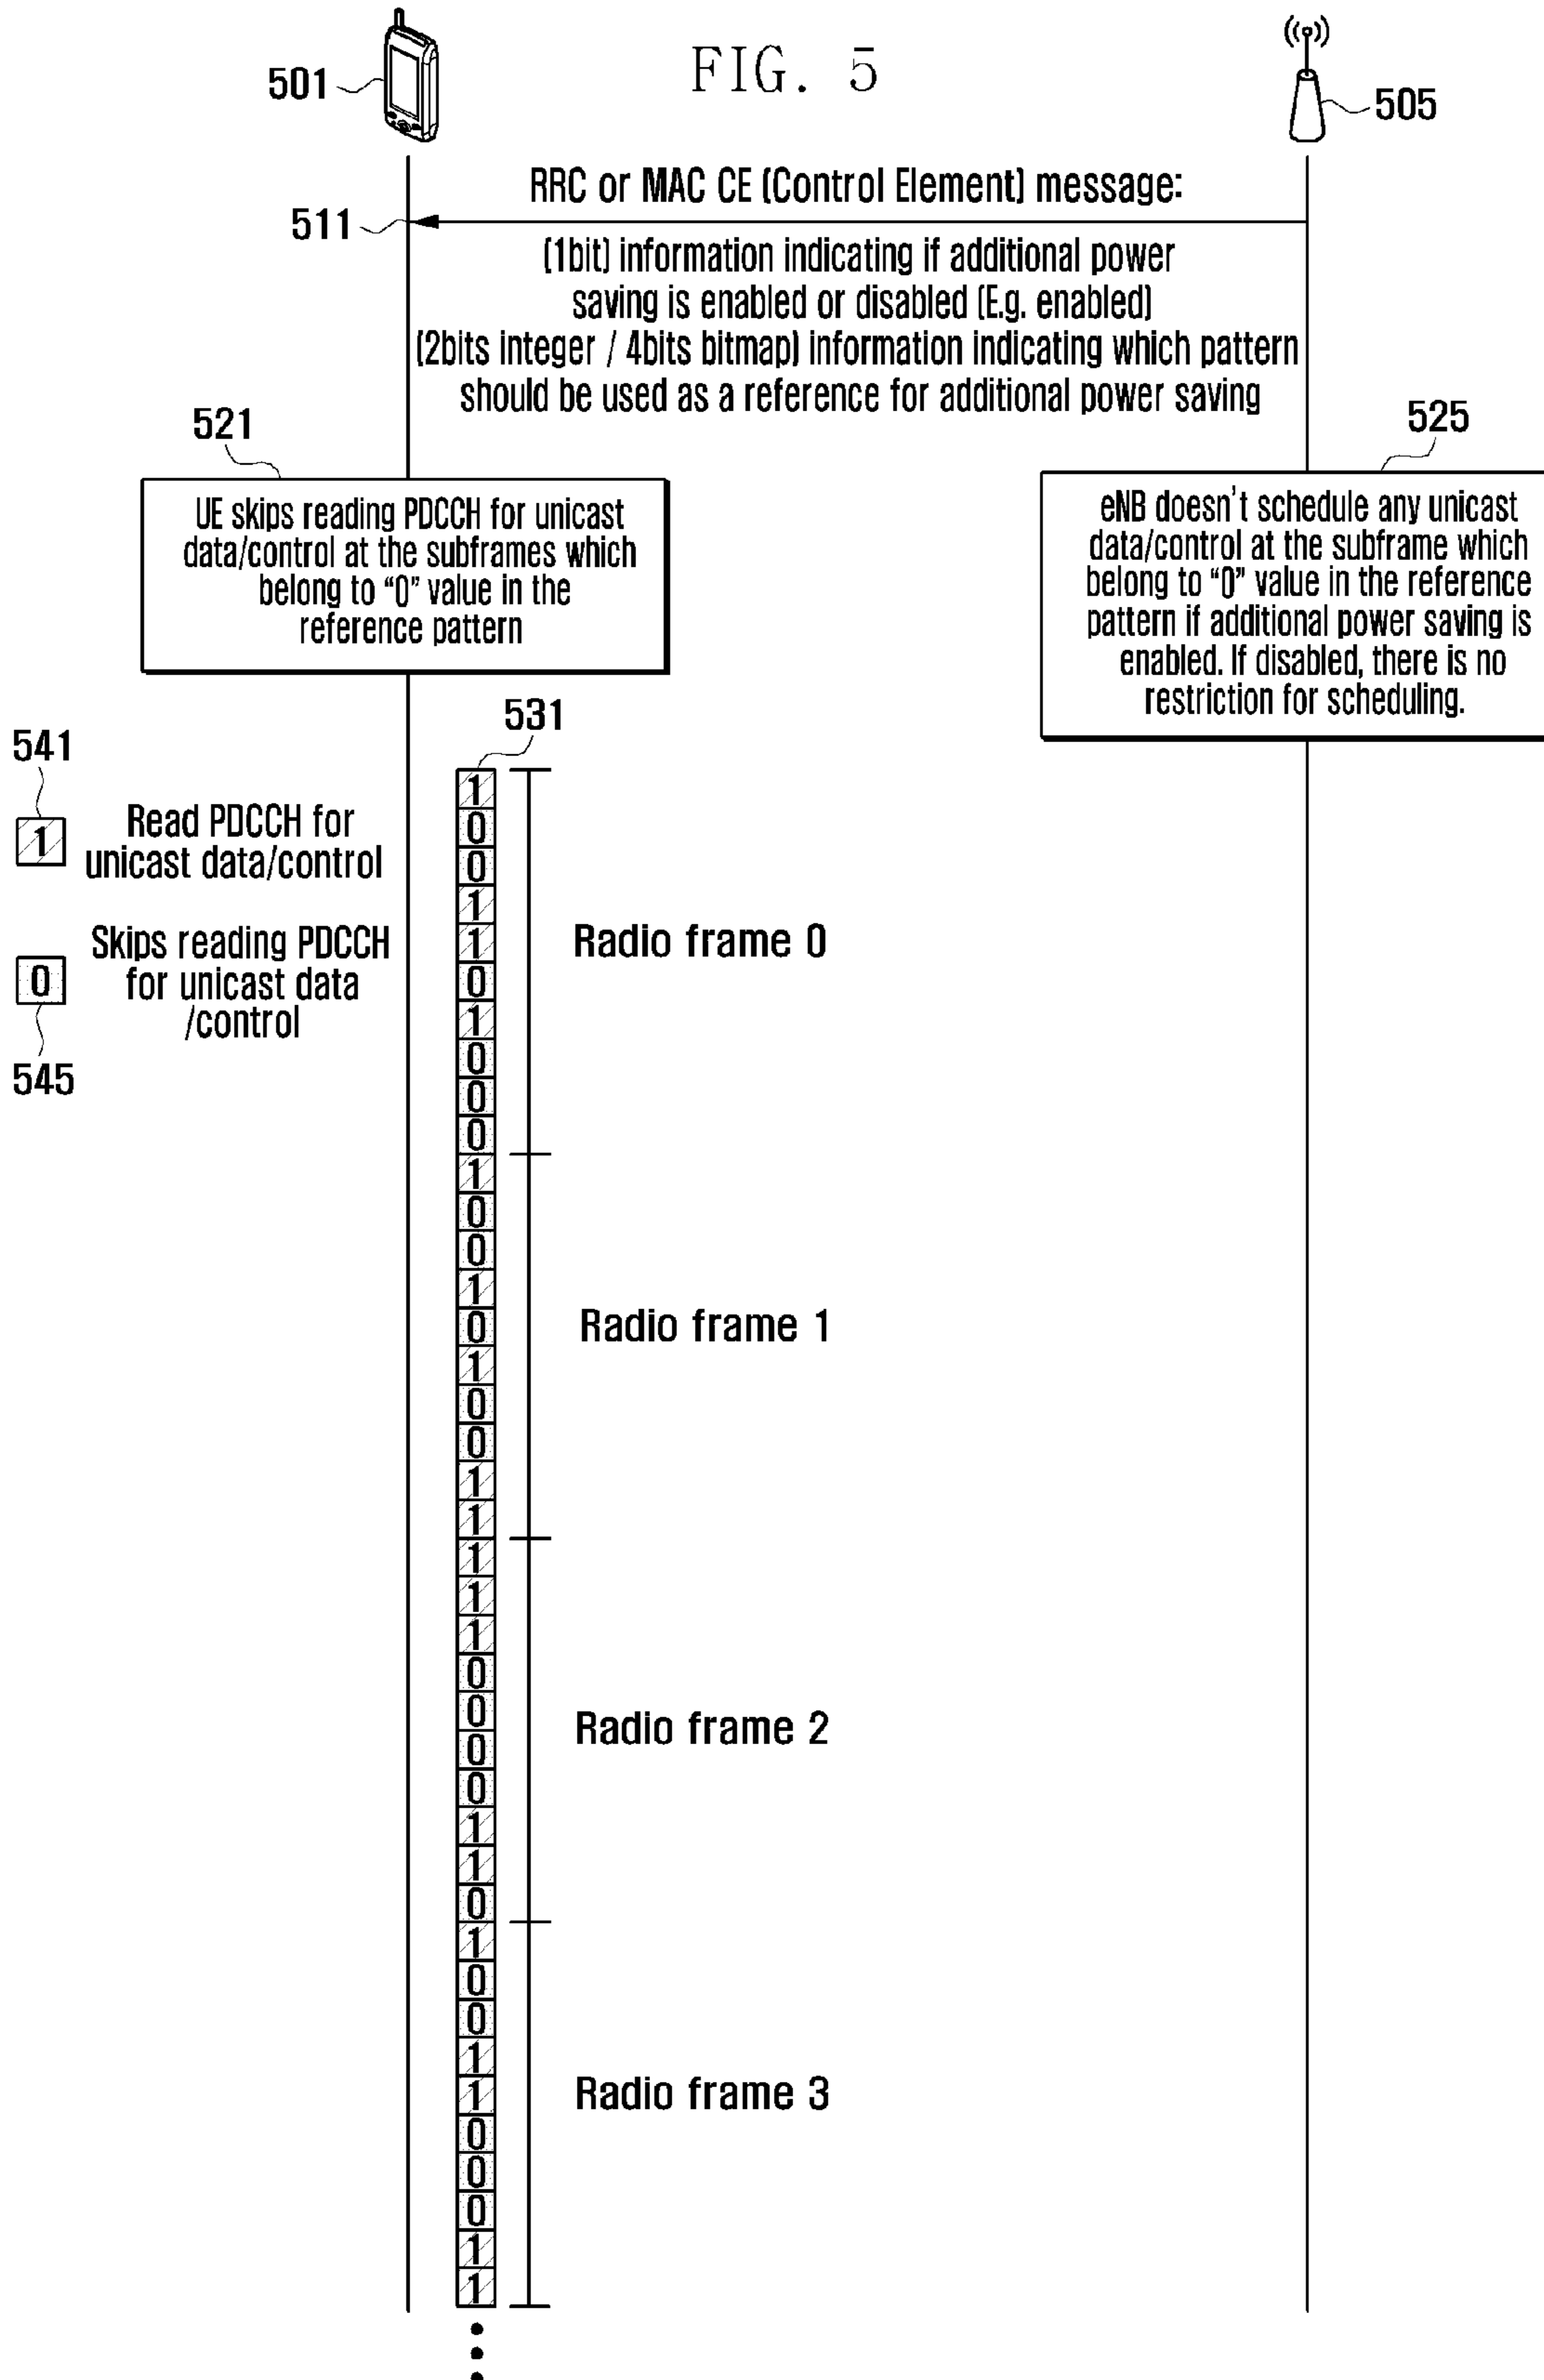 FIG. 5
501
505
RRC or MAC CE (Control Element) message:
511
(1bit) information indicating if additional power
saving is enabled or disabled (E.g. enabled)
(2bits integer / 4bits bitmap) information indicating which pattern
should be used as a reference for additional power saving
521
525
UE skips reading PDCCH for unicast
data/control at the subframes which
belong to “0” value in the
reference pattern
eNB doesn't schedule any unicast
data/control at the subframe which
belong to “0” value in the reference
pattern if additional power saving is
enabled. If disabled, there is no
restriction for scheduling.
531
541
1
Read PDCCH for
unicast data/control
0
Skips reading PDCCH
for unicast data
/control
545
1
0
0
1
1
0
1
0
0
0
Radio frame 0
1
0
0
1
0
1
0
0
1
1
Radio frame 1
1
1
1
0
0
0
0
1
1
0
Radio frame 2
1
0
0
1
1
0
0
0
1
1
Radio frame 3